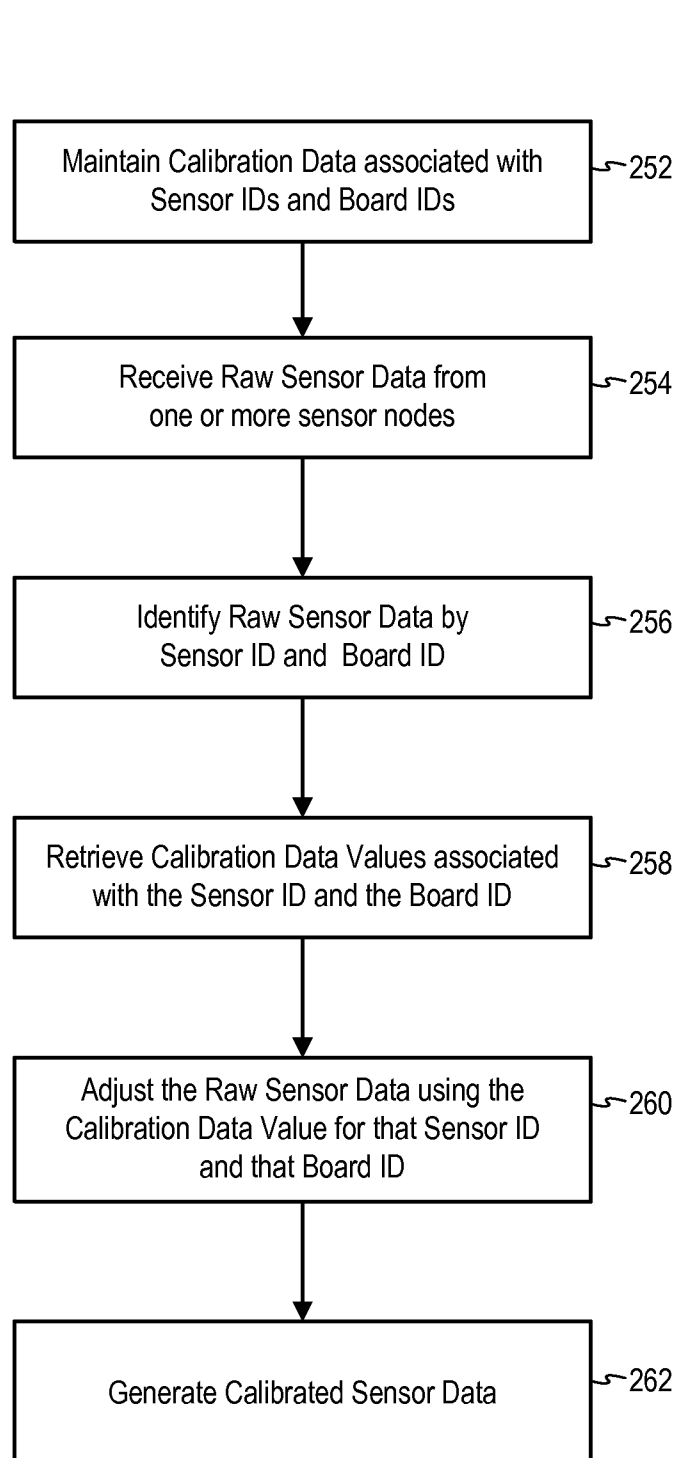 Maintain Calibration Data associated with
Sensor IDs and Board IDs
252
Receive Raw Sensor Data from
one or more sensor nodes
254
Identify Raw Sensor Data by
Sensor ID and Board ID
256
Retrieve Calibration Data Values associated
with the Sensor ID and the Board ID
258
Adjust the Raw Sensor Data using the
Calibration Data Value for that Sensor ID
and that Board ID
260
Generate Calibrated Sensor Data
262